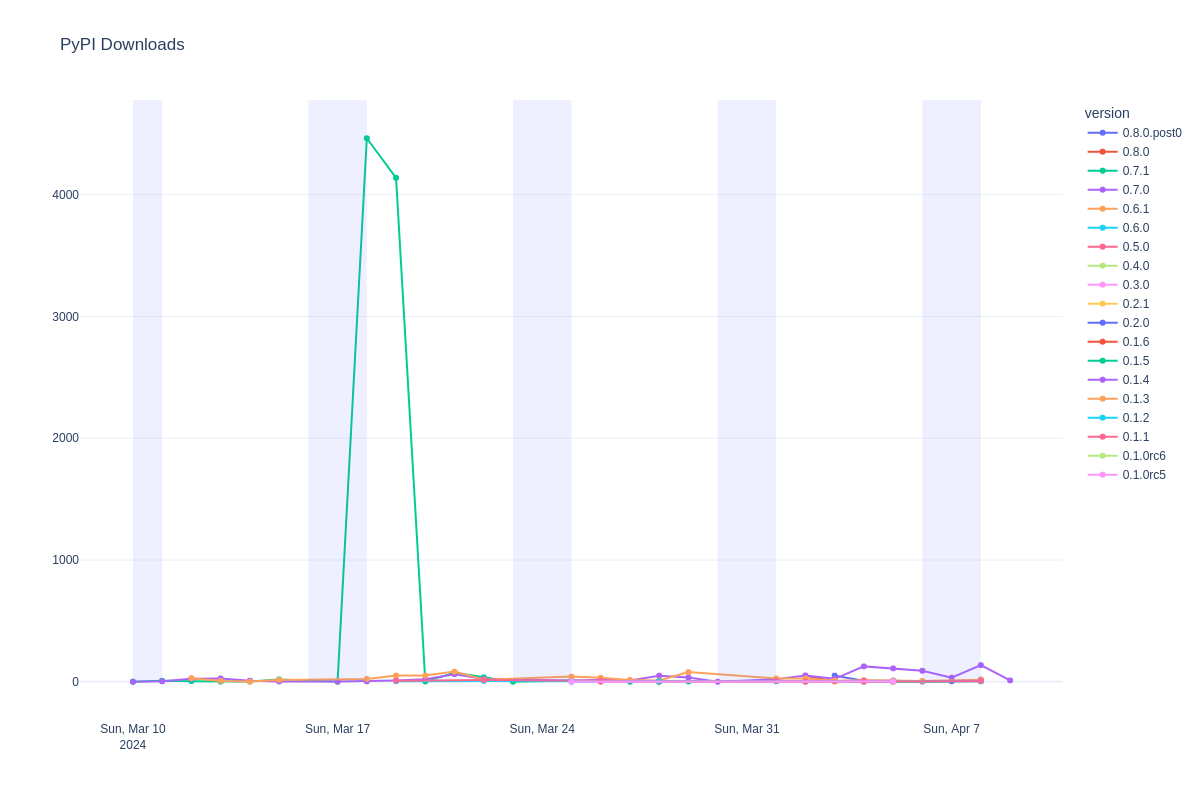 PyPI Downloads
version
0.8.0.post0
0.8.0
0.7.1
0.7.0
0.6.1
0.6.0
0.5.0
0.4.0
0.3.0
0.2.1
0.2.0
0.1.6
0.1.5
0.1.4
0.1.3
0.1.2
0.1.1
0.1.0rc6
0.1.0rc5
4000
3000
2000
1000
0
Sun, Mar 10
2024
Sun, Mar 17
Sun, Mar 24
Sun, Mar 31
Sun, Apr 7